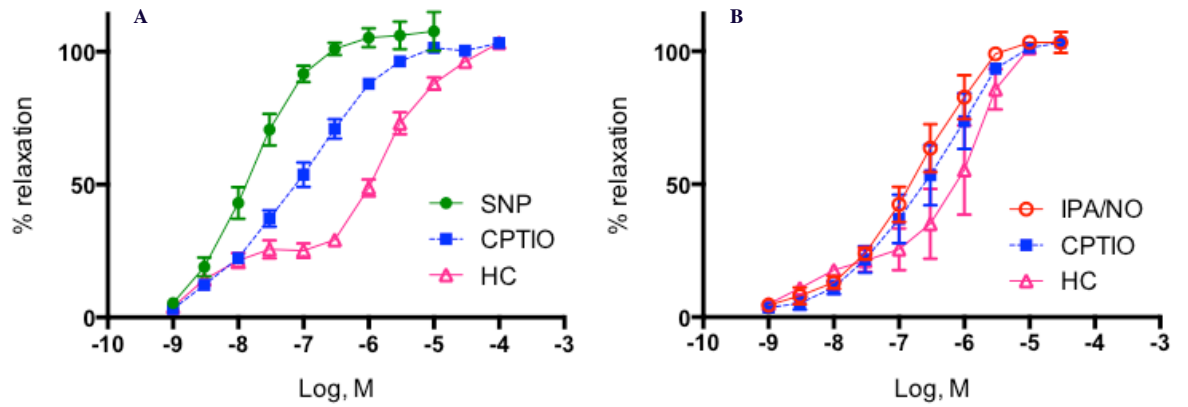 A
% relaxation
100
50
0
-10 -9 -8 -7 -6 -5 -4 -3
Log, M
SNP
CPTIO
HC
B
% relaxation
100
50
0
-10 -9 -8 -7 -6 -5 -4 -3
Log, M
IPA/NO
CPTIO
HC